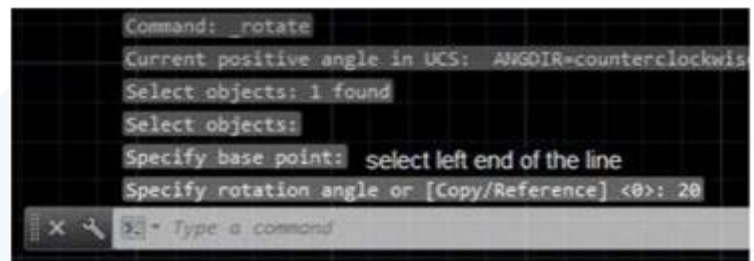 Command: _rotate
Current positive angle in UCS: ANGDIR=counterclockwis
Select objects: 1 found
Select objects:
Specify base point: select left end of the line
Specify rotation angle or [Copy/Reference] <0>: 20
Type a command